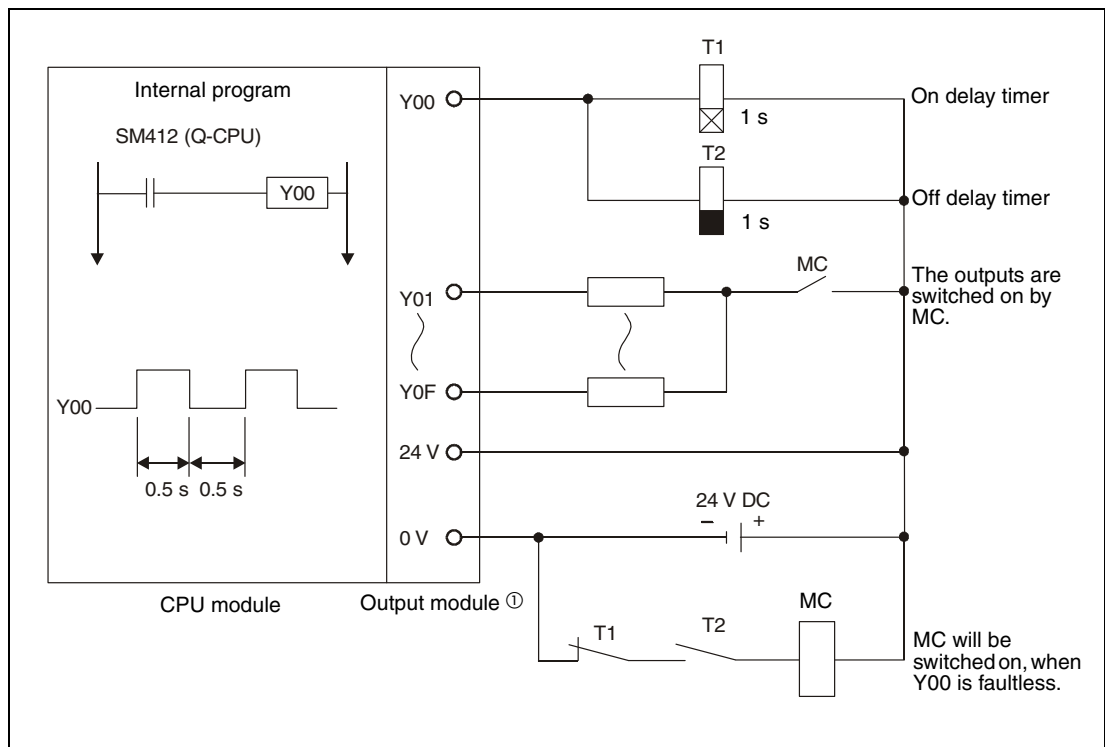 Internal program
SM412 (Q-CPU)
Y00
Y00
0.5 s 0.5 s
CPU module
Y00
Y01
Y0F
24 V
0 V
Output module ①
T1
1 s
On delay timer
T2
1 s
Off delay timer
MC
The outputs are
switched on by
MC.
24 V DC
– +
T1
T2
MC
MC will be
switched on, when
Y00 is faultless.